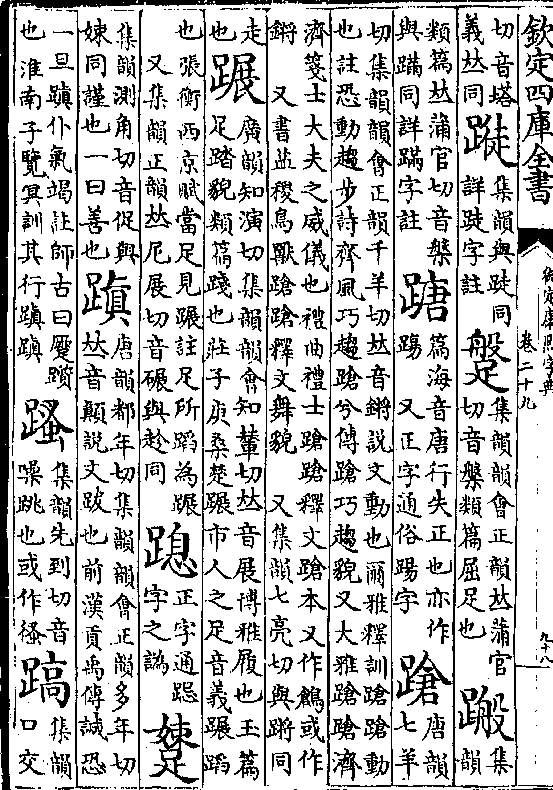 欽定四庫全書
御定康熙字典
卷二十九
九十八
切音塔
義𠀤同
集韻與同
詳字註
集韻韻會正韻𠀤蒲官
切音槃類篇屈足也
集
韻
類篇𠀤蒲官切音槃
與蹣同詳蹣字註
篇海音唐行失正也亦作
踼 又正字通俗踼字
蹌
唐韻
七羊
切集韻韻會正韻千羊切𠀤音鏘說文動也爾雅釋訓蹌蹌動
也註恐動趨步詩齊風巧趨蹌兮傳蹌巧趨貌又大雅蹌蹌濟
濟箋士大夫之威儀也禮曲禮士蹌蹌釋文蹌本又作鶬或作
鏘 又書益稷鳥獸蹌蹌釋文舞貌 又集韻七亮切與蹡同
走
也
蹍
廣韻知演切集韻韻會知輦切𠀤音展博雅履也玉篇
足踏貌類篇踐也莊子庚桑楚蹍市人之足音義蹍蹈
也張衡西京賦當足見蹍註足所蹈為蹍
又集韻正韻𠀤尼展切音碾與趁同
正字通
字之譌
集韻測角切音促與
娕同謹也一曰善也
蹎
唐韻都年切集韻韻會正韻多年切
𠀤音顛說文跋也前漢貢禹傳誠恐
一旦蹎仆氣竭註師古曰蹙躓
也淮南子覽冥訓其行蹎蹎
集韻先到切音
噪跳也或作
集韻
口交